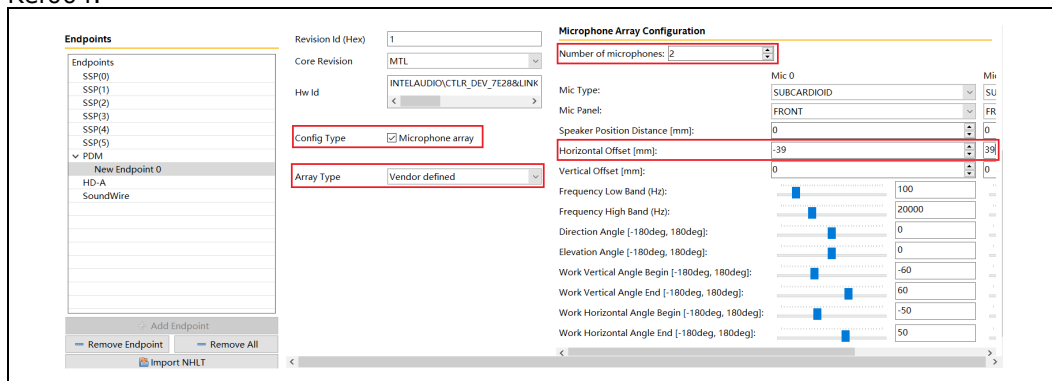 Endpoints
Endpoints
SSP(0)
SSP(1)
SSP(2)
SSP(3)
SSP(4)
SSP(5)
PDM
New Endpoint 0
HD-A
SoundWire
Add Endpoint
Remove Endpoint Remove All
Import NHLT
Revision Id (Hex) 1
Core Revision MTL
Hw Id INTELAUDIO\CTLR_DEV_7E28&LINK
Config Type Microphone array
Array Type Vendor defined
Microphone Array Configuration
Number of microphones: 2
Mic 0 Mi
Mic Type: SUBCARDIOID SU
Mic Panel: FRONT FR
Speaker Position Distance [mm]: 0 0
Horizontal Offset [mm]: -39 39
Vertical Offset [mm]: 0 0
Frequency Low Band (Hz): 100
Frequency High Band (Hz): 20000
Direction Angle [-180deg, 180deg]: 0
Elevation Angle [-180deg, 180deg]: 0
Work Vertical Angle Begin [-180deg, 180deg]: -60
Work Vertical Angle End [-180deg, 180deg]: 60
Work Horizontal Angle Begin [-180deg, 180deg]: -50
Work Horizontal Angle End [-180deg, 180deg]: 50